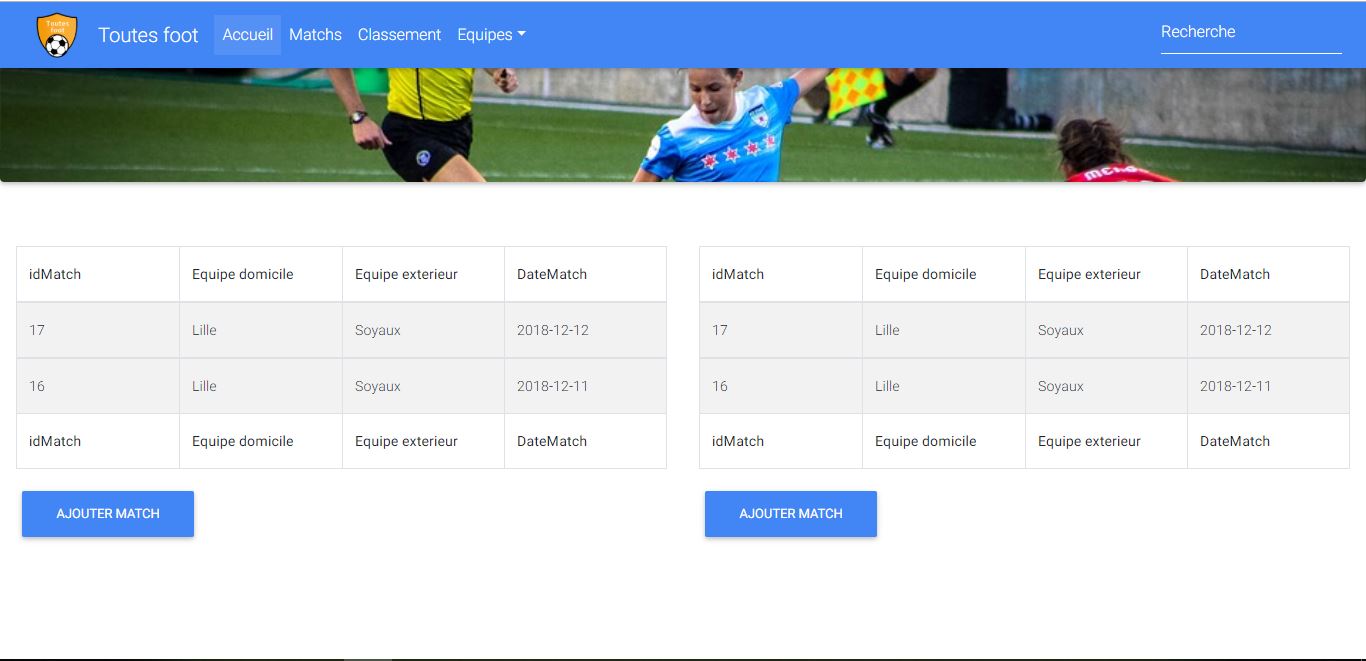 Toutes
foot
Toutes foot
Accueil
Matchs
Classement
Equipes
Recherche
idMatch Equipe domicile Equipe exterieur DateMatch
17 Lille Soyaux 2018-12-12
16 Lille Soyaux 2018-12-11
idMatch Equipe domicile Equipe exterieur DateMatch
AJOUTER MATCH
idMatch Equipe domicile Equipe exterieur DateMatch
17 Lille Soyaux 2018-12-12
16 Lille Soyaux 2018-12-11
idMatch Equipe domicile Equipe exterieur DateMatch
AJOUTER MATCH